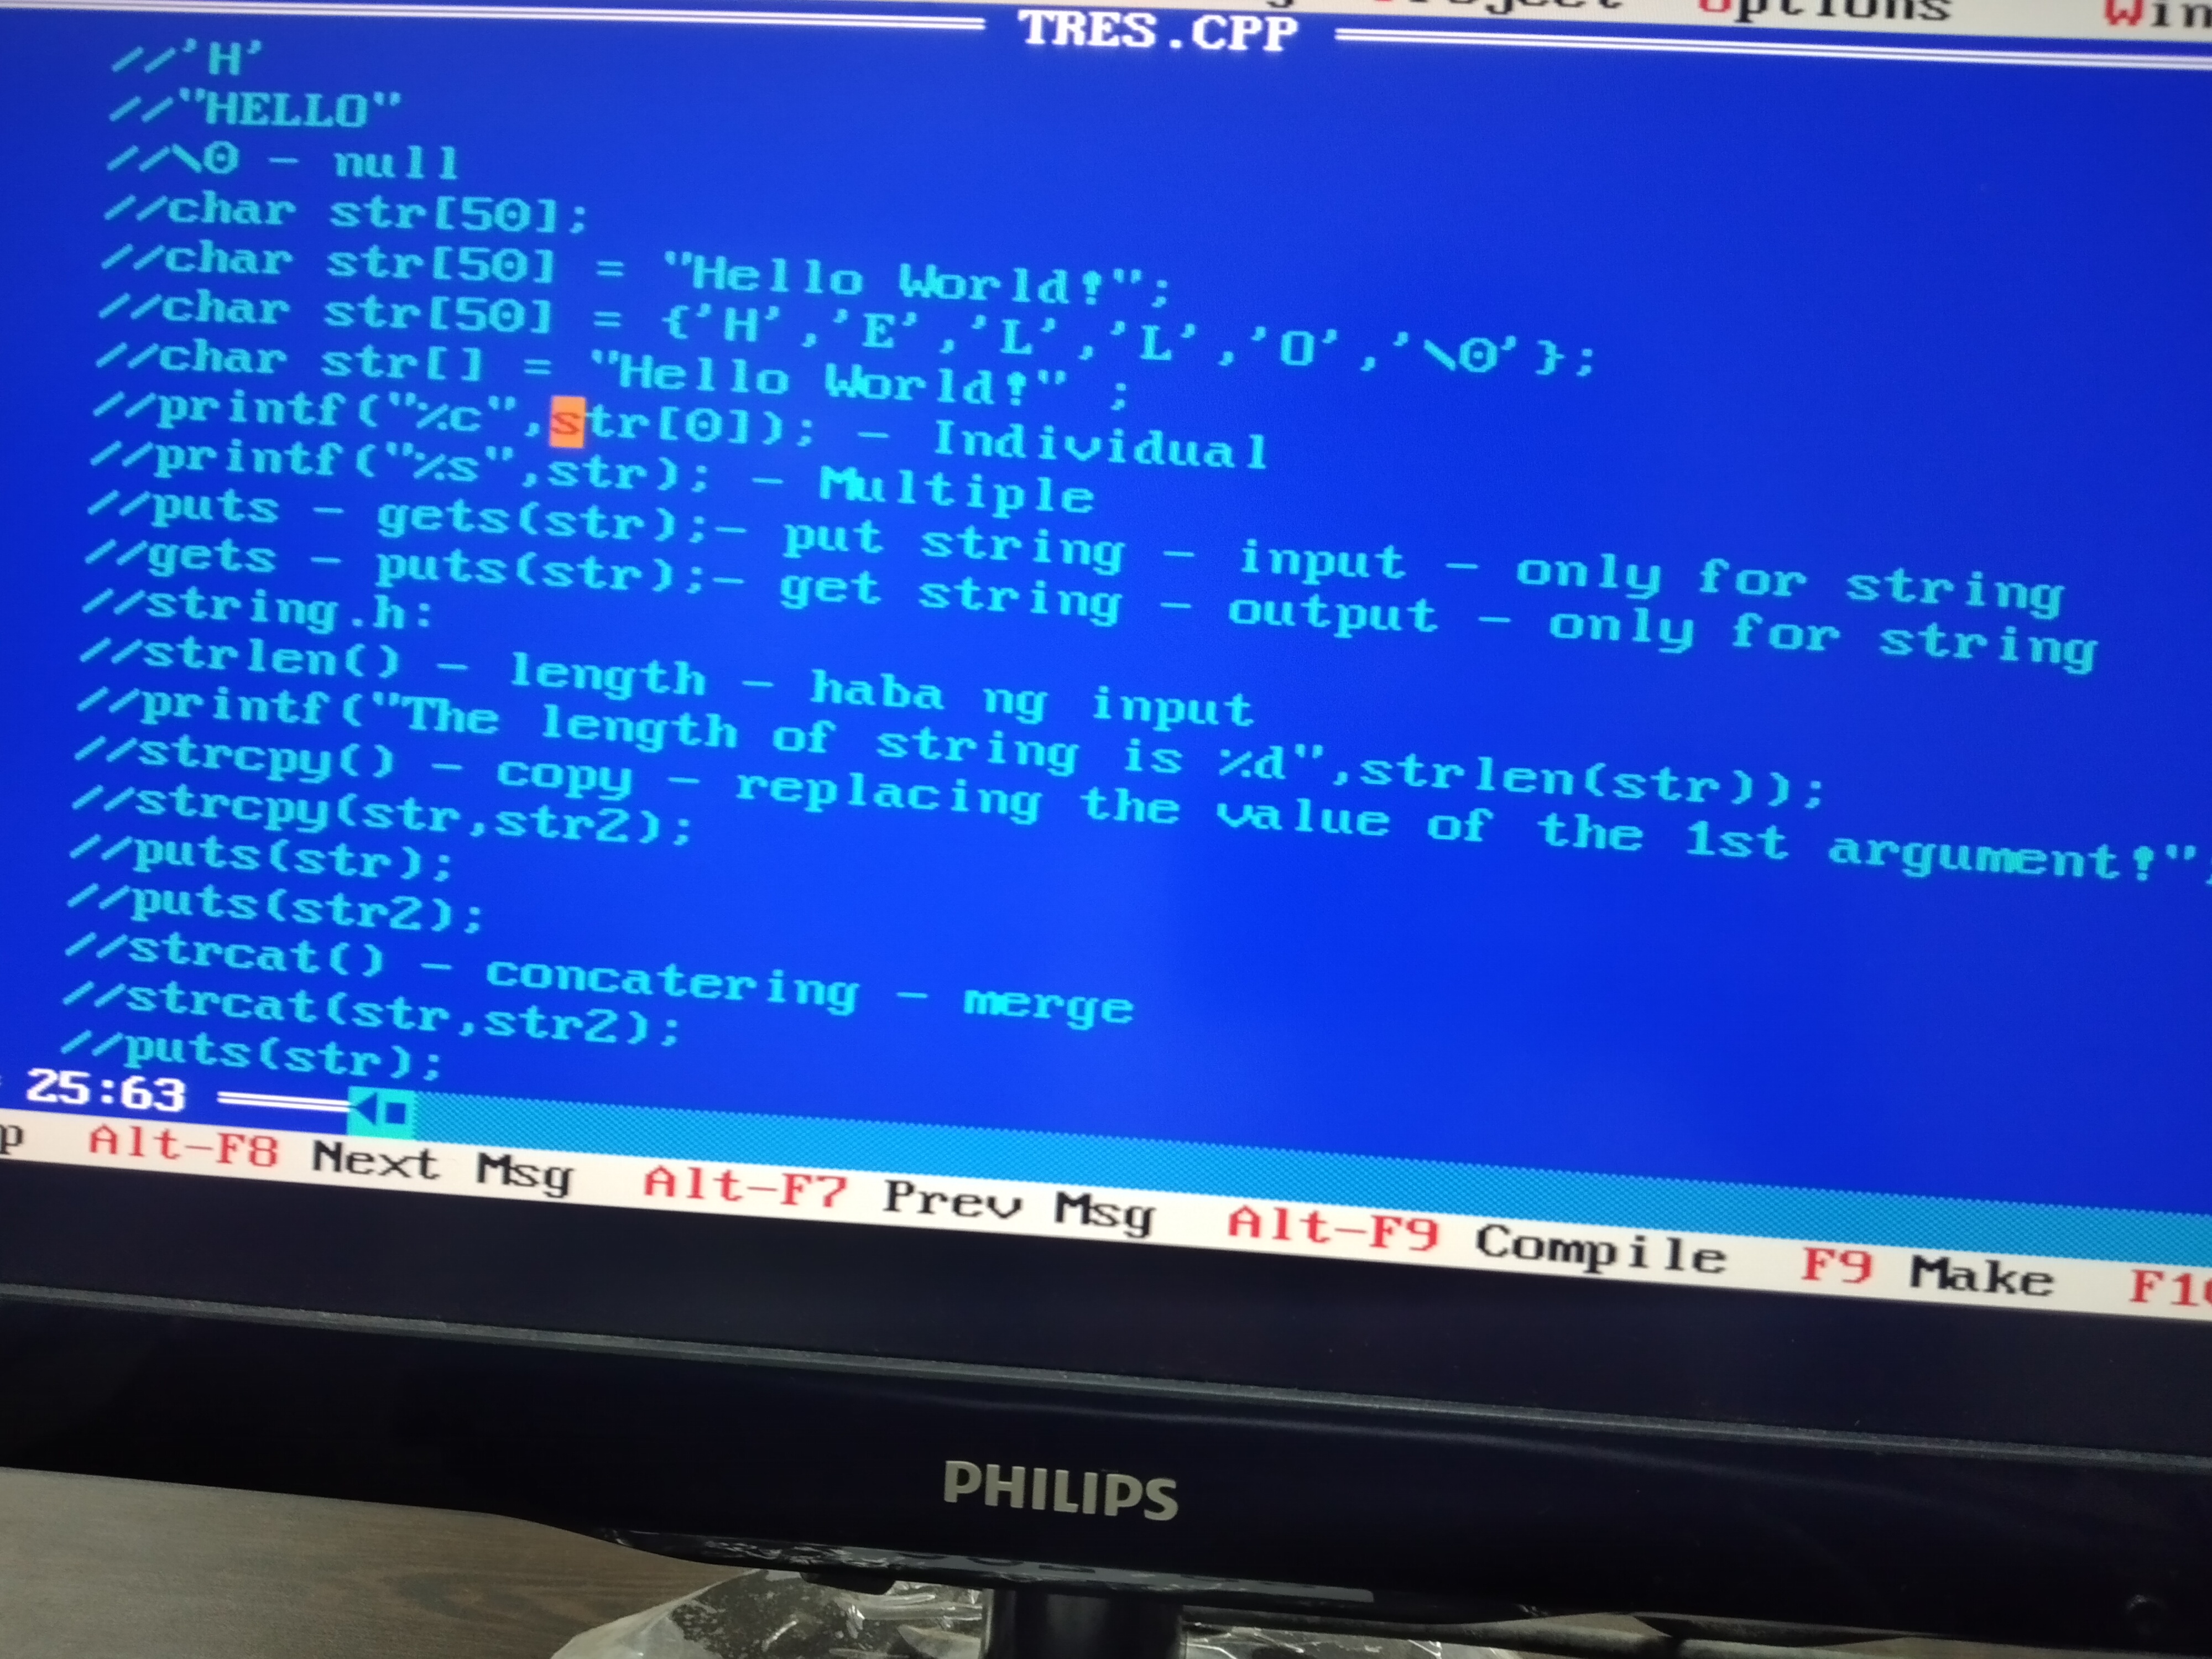 Options
TRES.CPP
//'H'
//"HELLO"
//\0 - null
//char str[50];
//char str[50] = "Hello World!";
//char str[50] = {'H','E','L','L','O','\0'};
//char str[] = "Hello World!" ;
//printf("%c",str[0]); - Individual
//printf("%s",str); - Multiple
//puts - gets(str);- put string - input - only for string
//gets - puts(str);- get string - output - only for string
//string.h:
//strlen() - length - haba ng input
//printf("The length of string is %d",strlen(str));
//strcpy() - copy - replacing the value of the 1st argument!"
//strcpy(str,str2);
//puts(str);
//puts(str2);
//strcat() - concatering - merge
//strcat(str,str2);
//puts(str);
25:63
p Alt-F8 Next Msg Alt-F7 Prev Msg Alt-F9 Compile F9 Make
PHILIPS